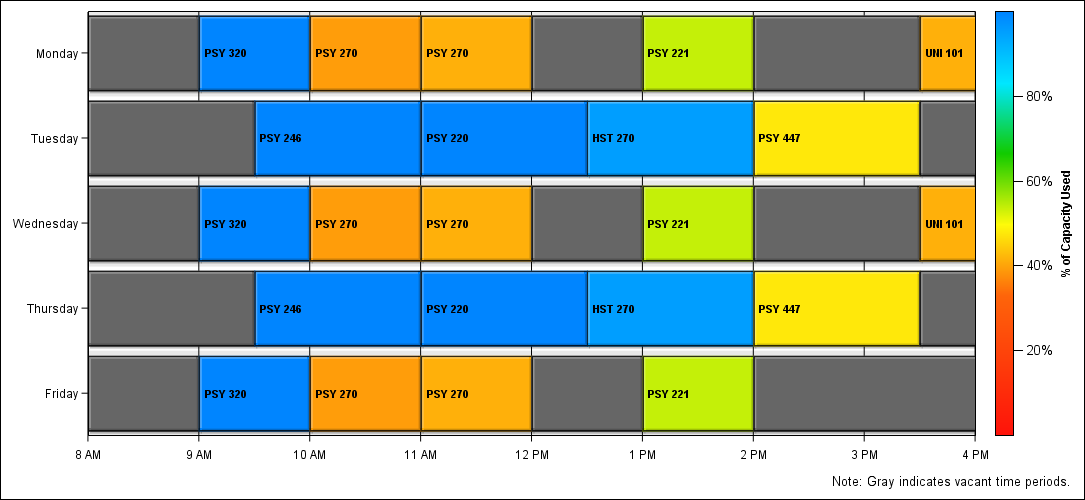 Monday PSY 320 PSY 270 PSY 270 PSY 221 UNI 101
Tuesday PSY 246 PSY 220 HST 270 PSY 447
Wednesday PSY 320 PSY 270 PSY 270 PSY 221 UNI 101
Thursday PSY 246 PSY 220 HST 270 PSY 447
Friday PSY 320 PSY 270 PSY 270 PSY 221
8 AM 9 AM 10 AM 11 AM 12 PM 1 PM 2 PM 3 PM 4 PM
80%
60%
40%
20%
% of Capacity Used
Note: Gray indicates vacant time periods.